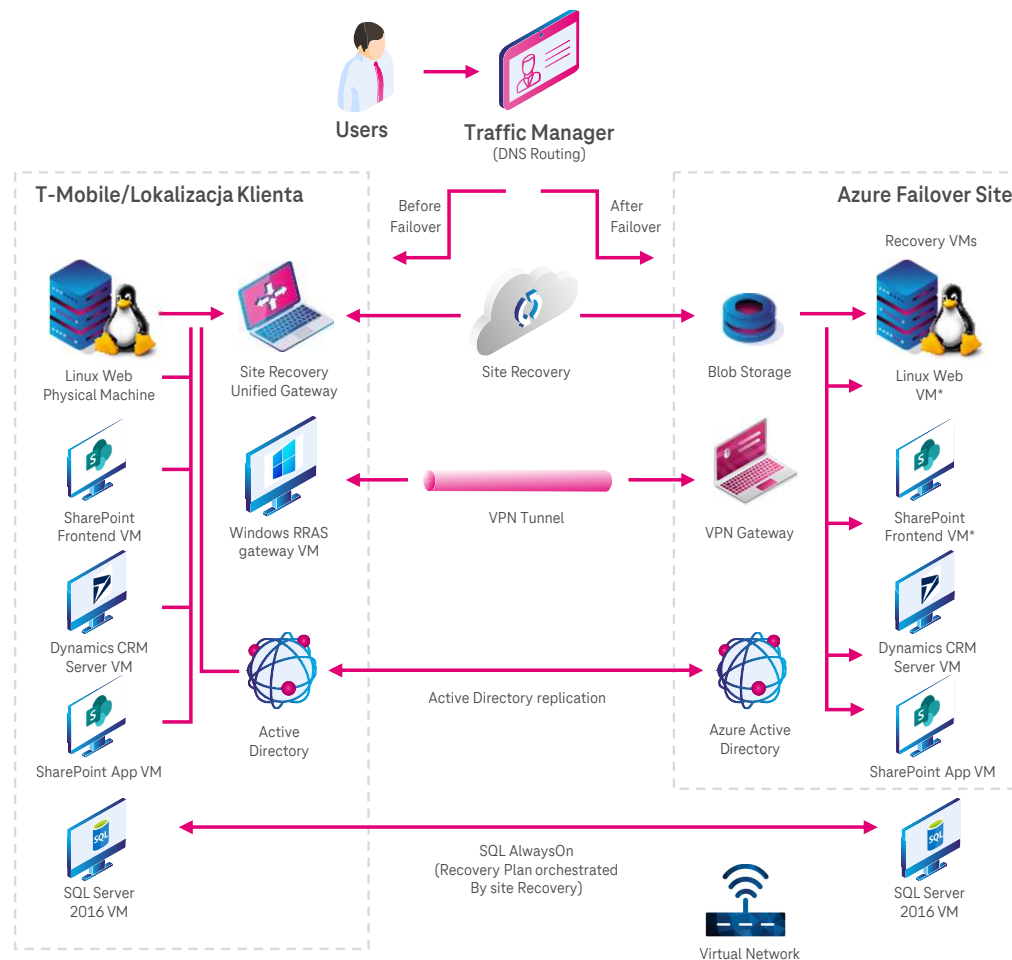 Users
Traffic Manager
(DNS Routing)
T-Mobile/Lokalizacja Klienta
Before
Failover
After
Failover
Azure Failover Site
Recovery VMs
Linux Web
Physical Machine
Site Recovery
Unified Gateway
Site Recovery
Blob Storage
Linux Web
VM*
S
SharePoint
Frontend VM
Windows RRAS
gateway VM
VPN Tunnel
VPN Gateway
S
SharePoint
Frontend VM*
Dynamics CRM
Server VM
Dynamics CRM
Server VM
S
SharePoint App VM
Active
Directory
Active Directory replication
Azure Active
Directory
S
SharePoint App VM
SQL
SQL Server
2016 VM
SQL AlwaysOn
(Recovery Plan orchestrated
By site Recovery)
Virtual Network
SQL
SQL Server
2016 VM